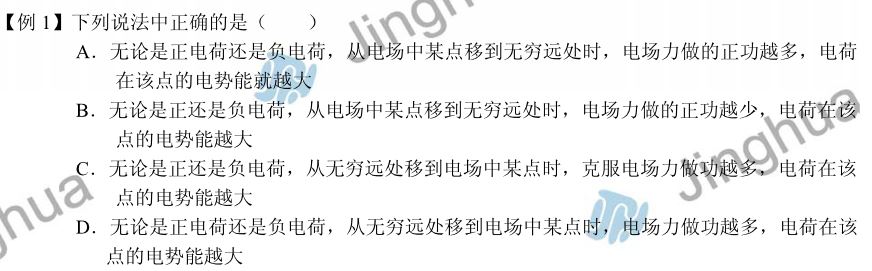 【例 1】下列说法中正确的是（  ）
A．无论是正电荷还是负电荷，从电场中某点移到无穷远处时，电场力做的正功越多，电荷
在该点的电势能就越大
B．无论是正还是负电荷，从电场中某点移到无穷远处时，电场力做的正功越少，电荷在该
点的电势能越大
C．无论是正还是负电荷，从无穷远处移到电场中某点时，克服电场力做功越多，电荷在该
点的电势能越大
D．无论是正电荷还是负电荷，从无穷远处移到电场中某点时，电场力做功越多，电荷在该
点的电势能越大
Jingh
Jinghua
hua